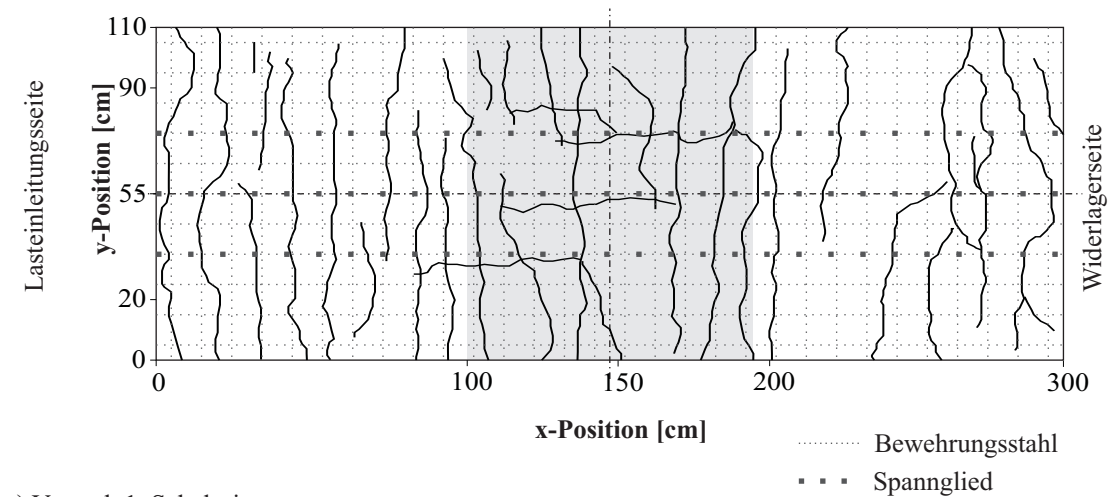 Lasteinleitungsseite
y-Position [cm]
110
90
55
20
0
0
100
150
200
300
x-Position [cm]
Widerlagerseite
Bewehrungsstahl
Spannglied